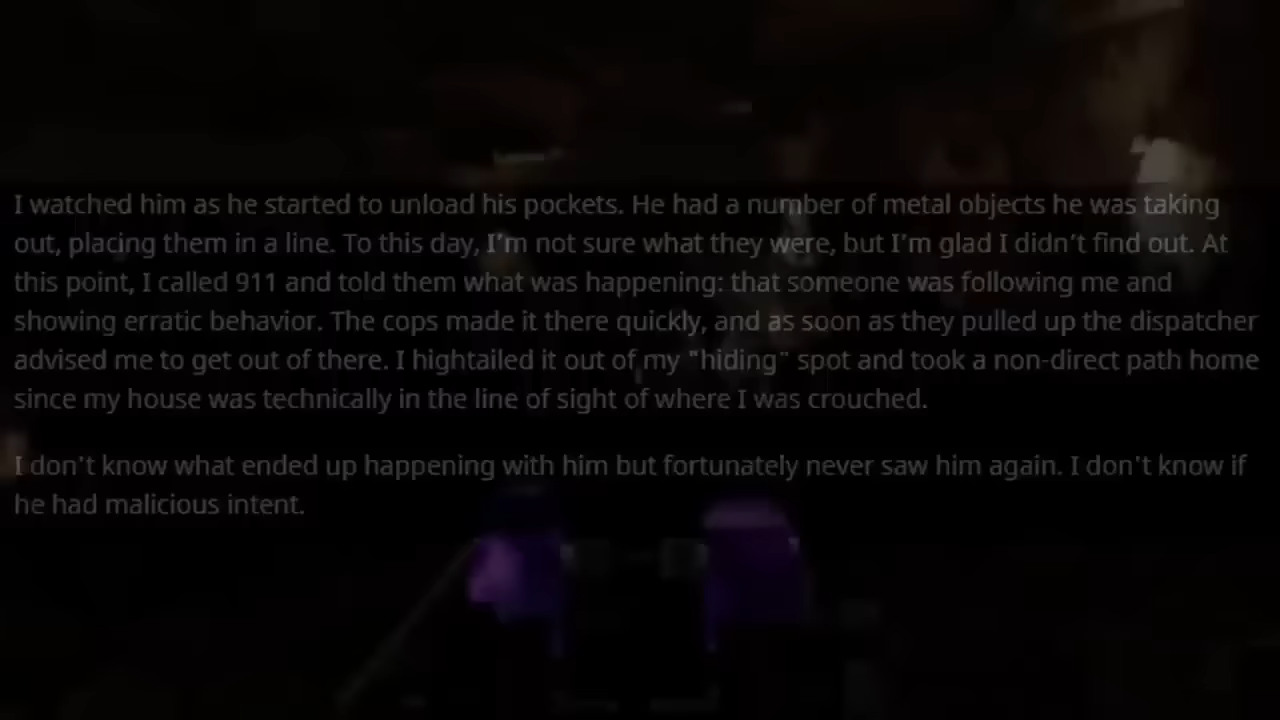 I watched him as he started to unload his pockets. He had a number of metal objects he was taking
out, placing them in a line. To this day, I'm not sure what they were, but I'm glad I didn’t find out. At
this point, I called 911 and told them what was happening: that someone was following me and
showing erratic behavior. The cops made it there quickly, and as soon as they pulled up the dispatcher
advised me to get out of there. I hightailed it out of my "hiding" spot and took a non-direct path home
since my house was technically in the line of sight of where I was crouched.
I don't know what ended up happening with him but fortunately never saw him again. I don't know if
he had malicious intent.